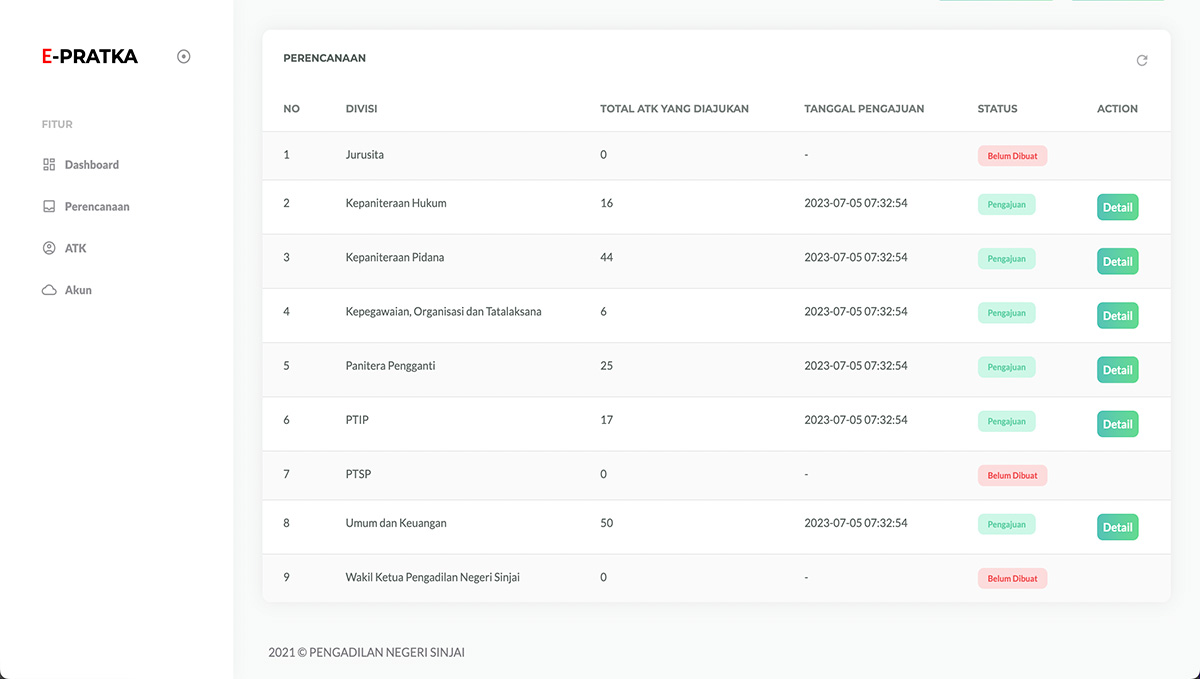 E-PRATKA
FITUR
Dashboard
Perencanaan
ATK
Akun
PERENCANAAN
NO DIVISI TOTAL ATK YANG DIAJUKAN TANGGAL PENGAJUAN STATUS ACTION
1 Jurusita 0 - Belum Dibuat
2 Kepaniteraan Hukum 16 2023-07-05 07:32:54 Pengajuan Detail
3 Kepaniteraan Pidana 44 2023-07-05 07:32:54 Pengajuan Detail
4 Kepegawaian, Organisasi dan Tatalaksana 6 2023-07-05 07:32:54 Pengajuan Detail
5 Panitera Pengganti 25 2023-07-05 07:32:54 Pengajuan Detail
6 PTIP 17 2023-07-05 07:32:54 Pengajuan Detail
7 PTSP 0 - Belum Dibuat
8 Umum dan Keuangan 50 2023-07-05 07:32:54 Pengajuan Detail
9 Wakil Ketua Pengadilan Negeri Sinjai 0 - Belum Dibuat
2021 © PENGADILAN NEGERI SINJAI